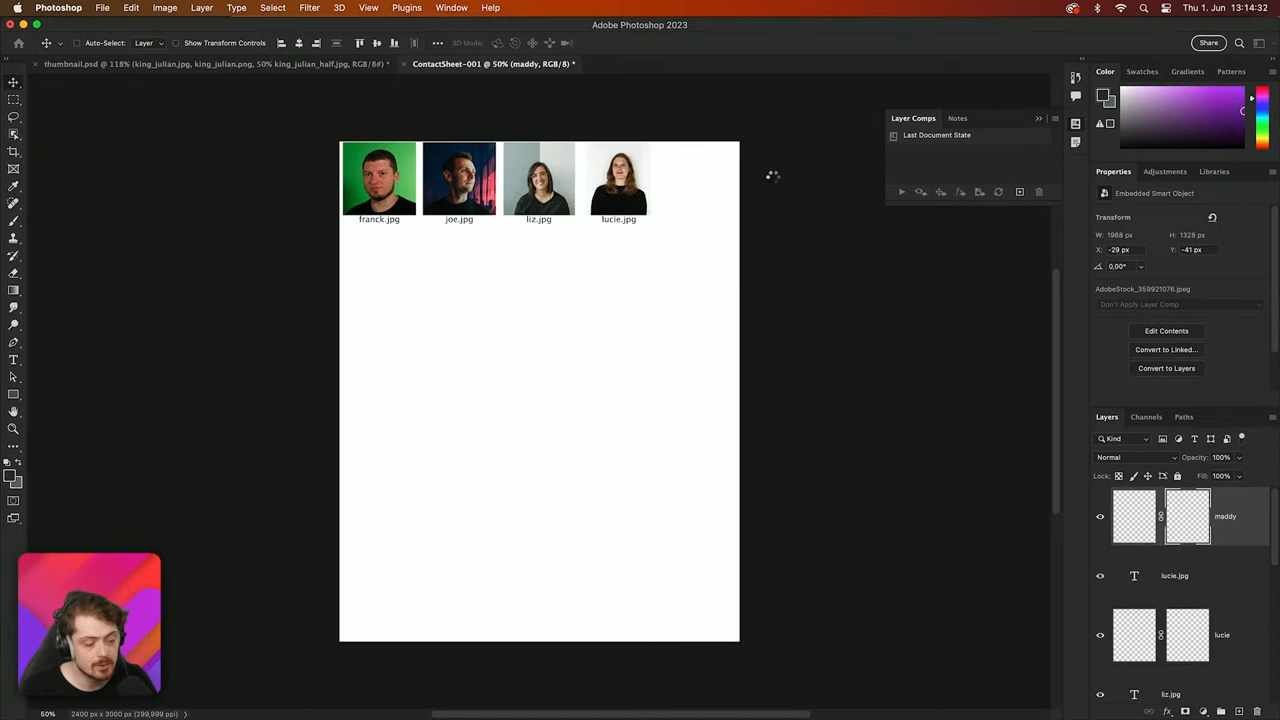 Photoshop File Edit Image Layer Type Select Filter 3D View Plugins Window Help Thu 1. Jun 13:14:32
Adobe Photoshop 2023
Auto-Select: Layer Show Transform Controls 3D Mode: Share
thumbnail.psd @ 118% (king_julian.jpg, king_julian.png, 50% king_julian_half.jpg, RGB/8#) *
ContactSheet-001 @ 50% (maddy, RGB/8) *
Color Swatches Gradients Patterns
Layer Comps Notes
Last Document State
franck.jpg joe.jpg liz.jpg lucie.jpg
Properties Adjustments Libraries
Embedded Smart Object
Transform
W: 1988 px H: 1328 px
X: -29 px Y: -41 px
0,00°
AdobeStock_359921076.jpeg
Don't Apply Layer Comp
Edit Contents
Convert to Linked...
Convert to Layers
Layers Channels Paths
Kind
Normal Opacity: 100%
Lock: Fill: 100%
maddy
lucie.jpg
lucie
liz.jpg
50% 2400 px x 3000 px (299,999 ppi)